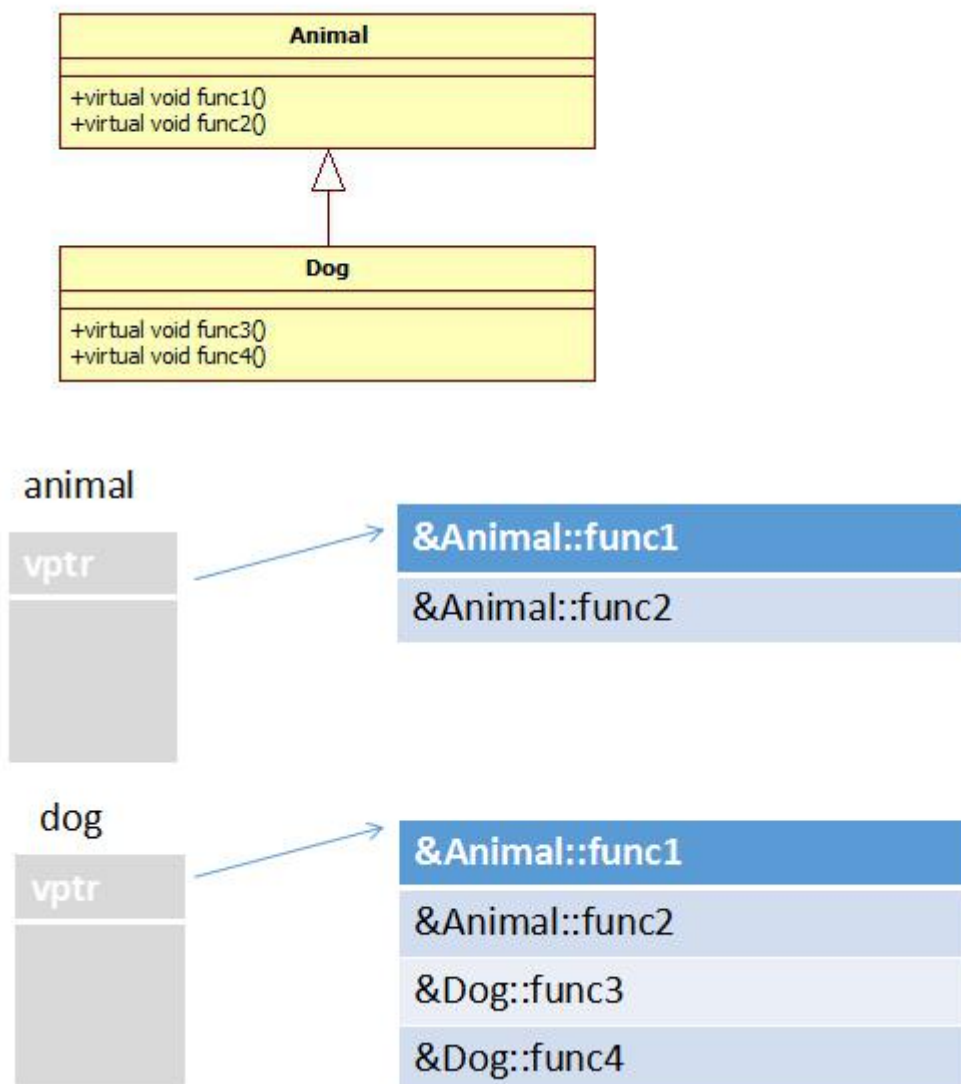 Animal
+virtual void func1()
+virtual void func2()
Dog
+virtual void func3()
+virtual void func4()
animal
vptr
&Animal::func1
&Animal::func2
dog
vptr
&Animal::func1
&Animal::func2
&Dog::func3
&Dog::func4